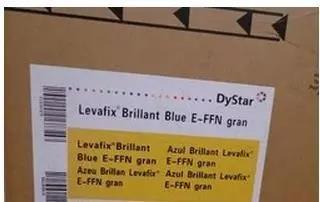 DyStar
Levafix® Brillant Blue E-FFN gran
Levafix® Brillant
Blue E-FFN gran
Azeu Brillan Levafix®
E-FFN gran
Azul Brillant Levafix®
E-FFN gran
Azul Brillant Levafix®
E-FFN gran